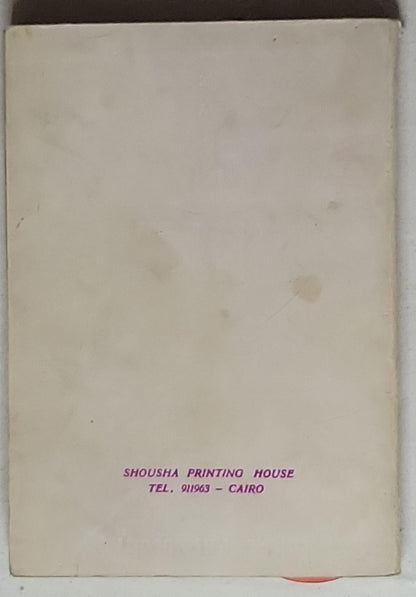 SHOUSHA PRINTING HOUSE
TEL. 911963 – CAIRO